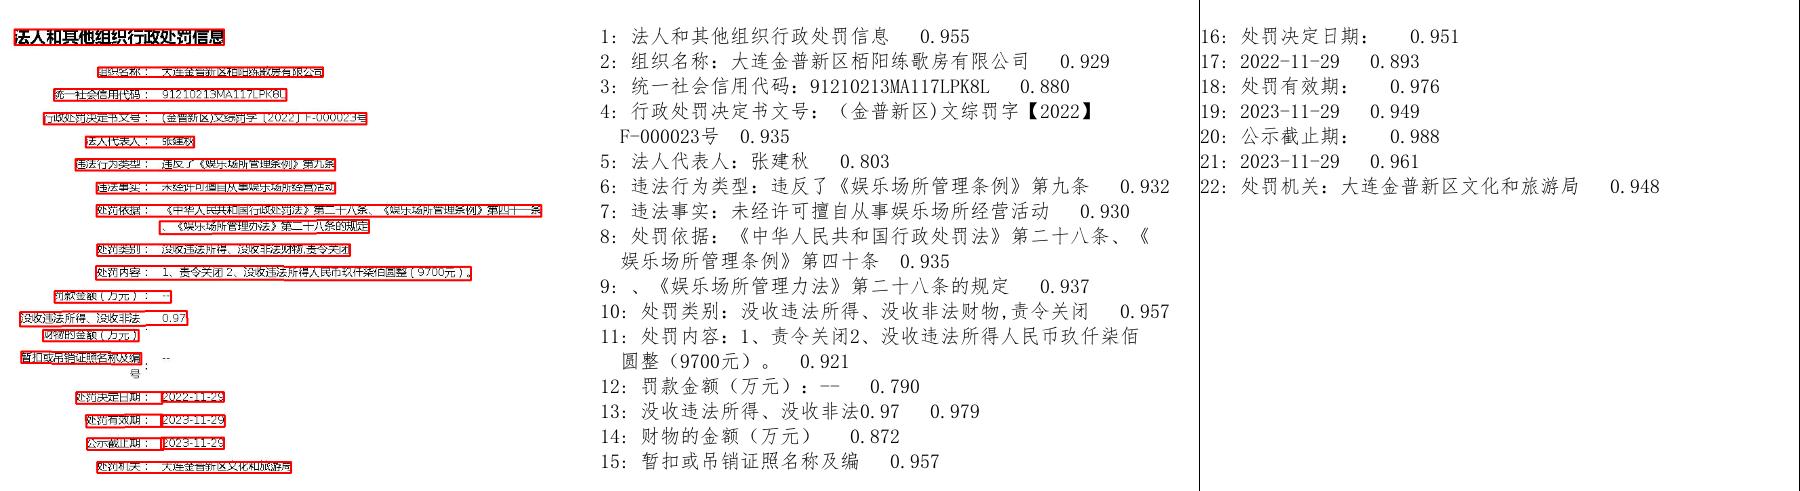 法人和其他组织行政处罚信息
组织名称： 大连金普新区栢阳练歌房有限公司
统一社会信用代码： 91210213MA117LPK8L
行政处罚决定书文号： (金普新区)文综罚字〔2022〕F-000023号
法人代表人： 张建秋
违法行为类型： 违反了《娱乐场所管理条例》第九条
违法事实： 未经许可擅自从事娱乐场所经营活动
处罚依据： 《中华人民共和国行政处罚法》第二十八条、《娱乐场所管理条例》第四十一条
、《娱乐场所管理办法》第二十八条的规定
处罚类别： 没收违法所得、没收非法财物,责令关闭
处罚内容： 1、责令关闭 2、没收违法所得人民币玖仟柒佰圆整（9700元）。
罚款金额（万元）： --
没收违法所得、没收非法 0.97
财物的金额（万元）
暂扣或吊销证照名称及编 --
号 :
处罚决定日期： 2022-11-29
处罚有效期： 2023-11-29
公示截止期： 2023-11-29
处罚机关： 大连金普新区文化和旅游局
1: 法人和其他组织行政处罚信息 0.955
2: 组织名称：大连金普新区栢阳练歌房有限公司 0.929
3: 统一社会信用代码：91210213MA117LPK8L 0.880
4: 行政处罚决定书文号：（金普新区)文综罚字【2022】
F-000023号 0.935
5: 法人代表人：张建秋 0.803
6: 违法行为类型：违反了《娱乐场所管理条例》第九条 0.932
7: 违法事实：未经许可擅自从事娱乐场所经营活动 0.930
8: 处罚依据：《中华人民共和国行政处罚法》第二十八条、《
娱乐场所管理条例》第四十条 0.935
9: 、《娱乐场所管理力法》第二十八条的规定 0.937
10: 处罚类别：没收违法所得、没收非法财物,责令关闭 0.957
11: 处罚内容：1、责令关闭2、没收违法所得人民币玖仟柒佰
圆整（9700元）。 0.921
12: 罚款金额（万元）：-- 0.790
13: 没收违法所得、没收非法0.97 0.979
14: 财物的金额（万元） 0.872
15: 暂扣或吊销证照名称及编 0.957
16: 处罚决定日期： 0.951
17: 2022-11-29 0.893
18: 处罚有效期： 0.976
19: 2023-11-29 0.949
20: 公示截止期： 0.988
21: 2023-11-29 0.961
22: 处罚机关：大连金普新区文化和旅游局 0.948